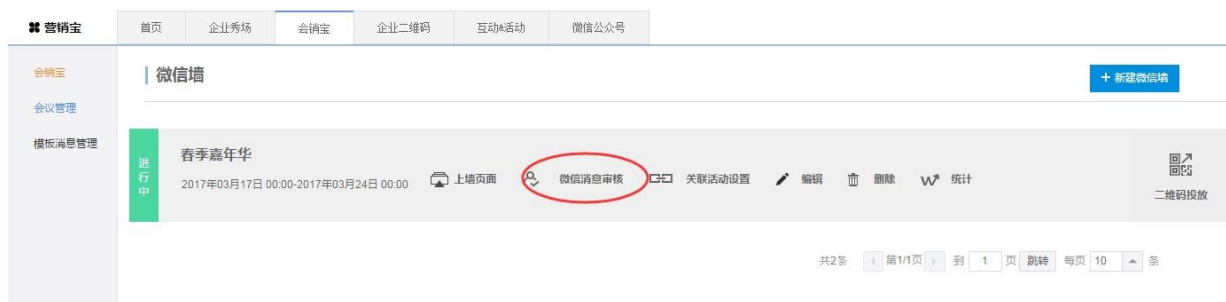 营销宝 首页 企业秀场 会销宝 企业二维码 互动&活动 微信公众号
会销宝
会议管理
模板消息管理
微信墙
+ 新建微信墙
进行中
春季嘉年华
2017年03月17日 00:00-2017年03月24日 00:00
上墙页面 微信消息审核 关联活动设置 编辑 删除 统计
二维码投放
共2条 第1/1页 到 1 页 跳转 每页 10 条